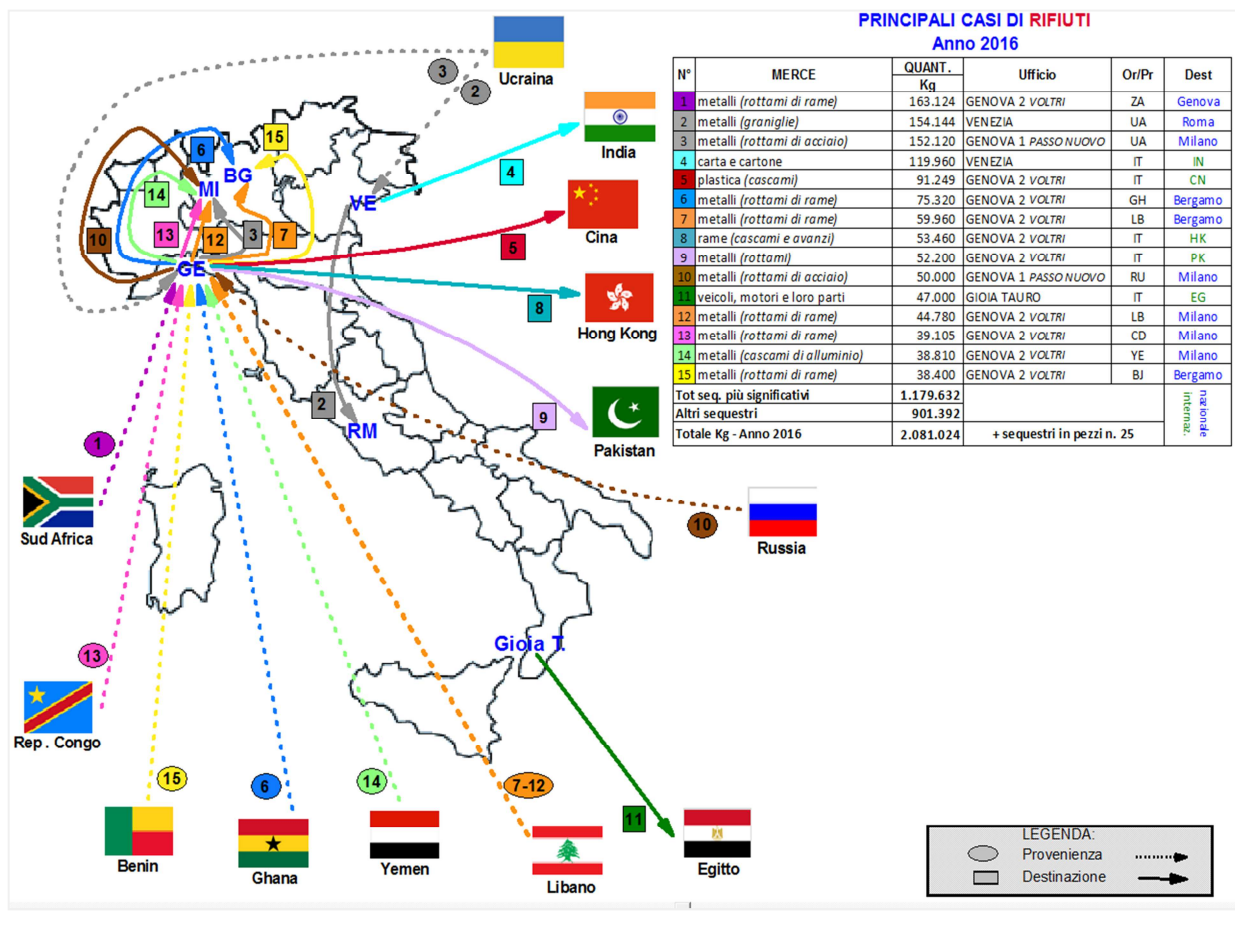 PRINCIPALI CASI DI RIFIUTI
Anno 2016
N° MERCE QUANT. Kg Ufficio Or/Pr Dest
1 metalli (rottami di rame) 163.124 GENOVA 2 VOLTRI ZA Genova
2 metalli (graniglie) 154.144 VENEZIA UA Roma
3 metalli (rottami di acciaio) 152.120 GENOVA 1 PASSO NUOVO UA Milano
4 carta e cartone 119.960 VENEZIA IT IN
5 plastica (cascami) 91.249 GENOVA 2 VOLTRI IT CN
6 metalli (rottami di rame) 75.320 GENOVA 2 VOLTRI GH Bergamo
7 metalli (rottami di rame) 59.960 GENOVA 2 VOLTRI LB Bergamo
8 rame (cascami e avanzi) 53.460 GENOVA 2 VOLTRI IT HK
9 metalli (rottami) 52.200 GENOVA 2 VOLTRI IT PK
10 metalli (rottami di acciaio) 50.000 GENOVA 1 PASSO NUOVO RU Milano
11 veicoli, motori e loro parti 47.000 GIOIA TAURO IT EG
12 metalli (rottami di rame) 44.780 GENOVA 2 VOLTRI LB Milano
13 metalli (rottami di rame) 39.105 GENOVA 2 VOLTRI CD Milano
14 metalli (cascami di alluminio) 38.810 GENOVA 2 VOLTRI YE Milano
15 metalli (rottami di rame) 38.400 GENOVA 2 VOLTRI BJ Bergamo
Tot seq. più significativi 1.179.632
Altri sequestri 901.392
Totale Kg - Anno 2016 2.081.024 + sequestri in pezzi n. 25
nazionale
internaz.
Ucraina
3
2
India
4
15
6
BG
MI
14
VE
Cina
5
13
12
3
7
10
GE
8
Hong Kong
2
9
RM
Pakistan
1
Sud Africa
10
Russia
Gioia T.
13
Rep . Congo
15
6
14
7-12
11
Benin
Ghana
Yemen
Libano
Egitto
LEGENDA:
Provenienza
Destinazione